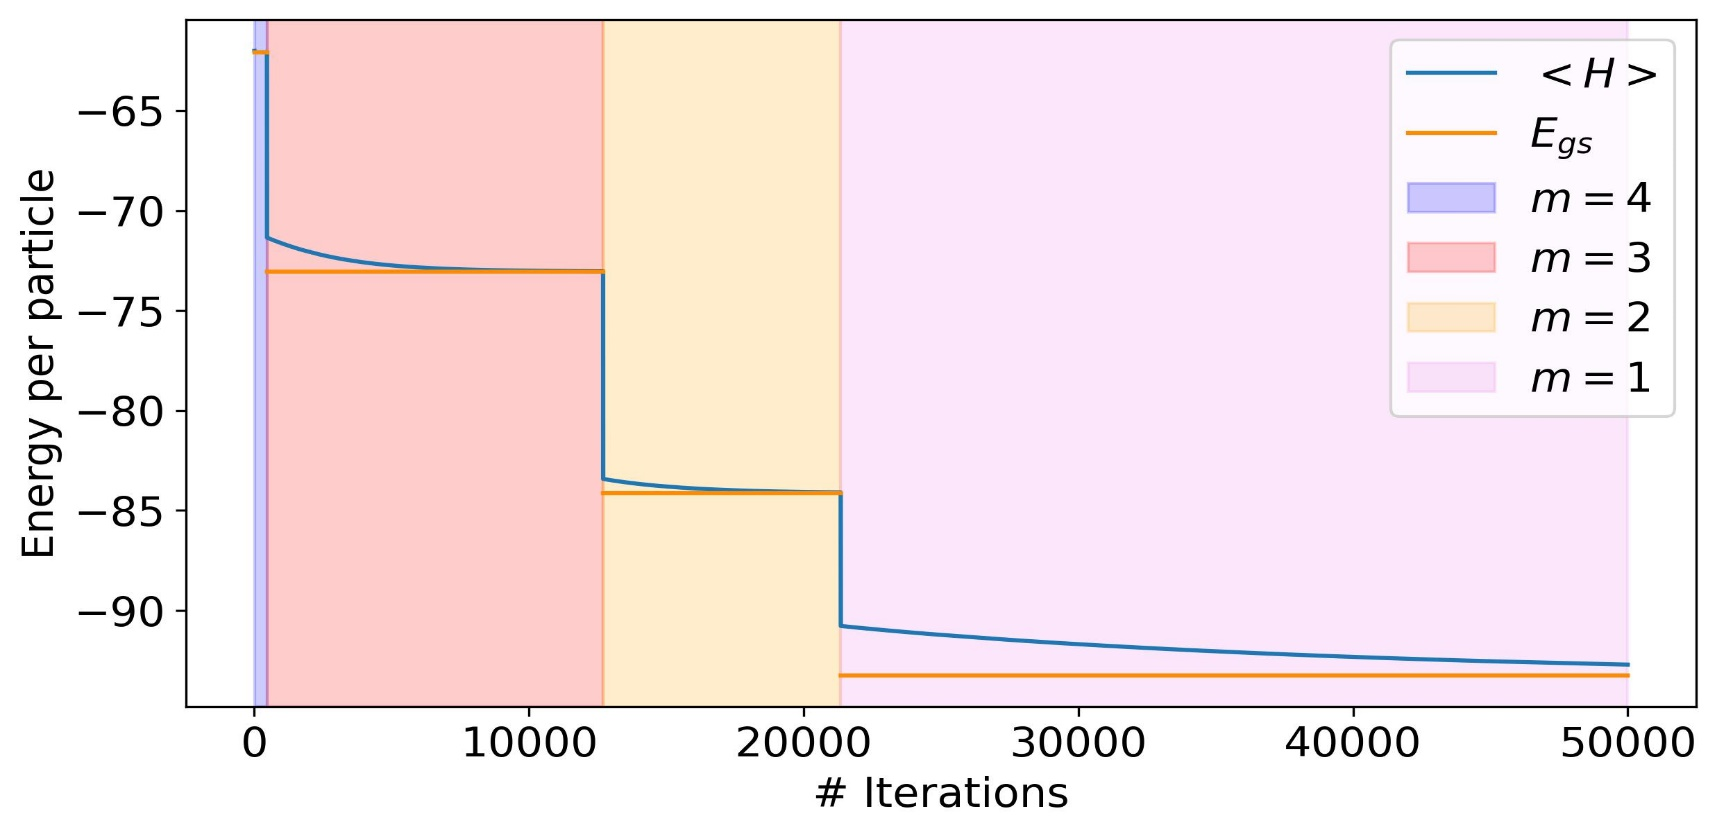 Energy per particle
−65
−70
−75
−80
−85
−90
<H>
E_gs
m = 4
m = 3
m = 2
m = 1
0 10000 20000 30000 40000 50000
# Iterations